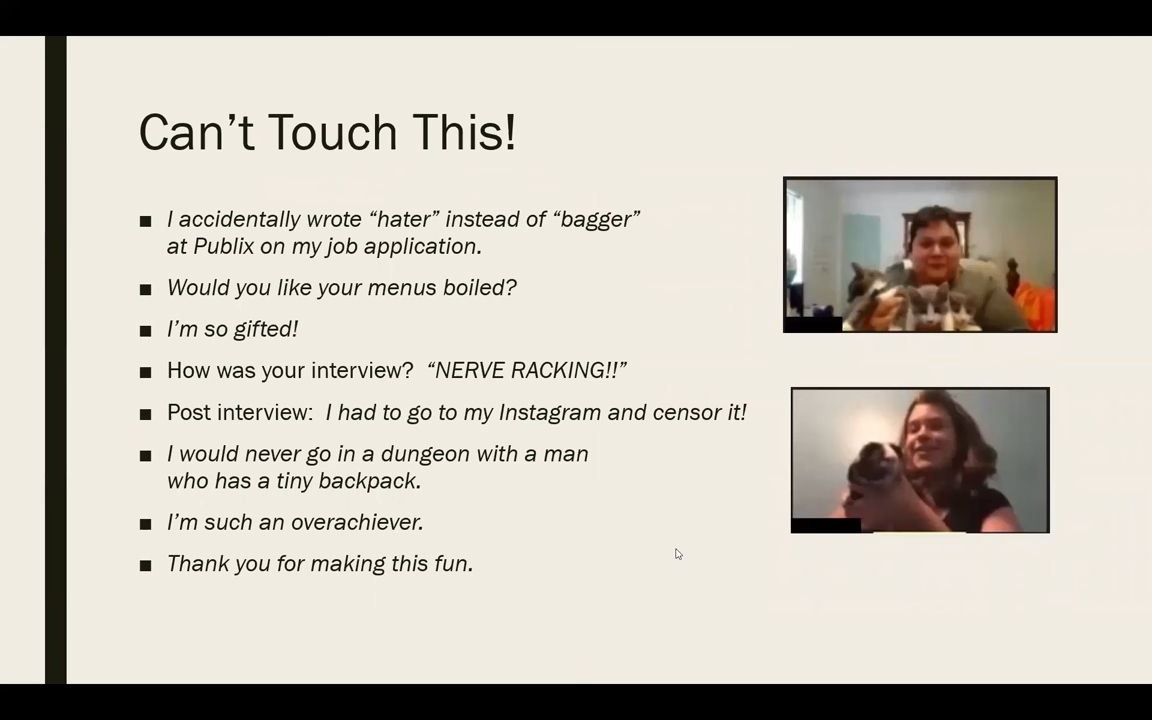 Can’t Touch This!
■ I accidentally wrote “hater” instead of “bagger”
at Publix on my job application.
■ Would you like your menus boiled?
■ I’m so gifted!
■ How was your interview? “NERVE RACKING!!”
■ Post interview: I had to go to my Instagram and censor it!
■ I would never go in a dungeon with a man
who has a tiny backpack.
■ I’m such an overachiever.
■ Thank you for making this fun.